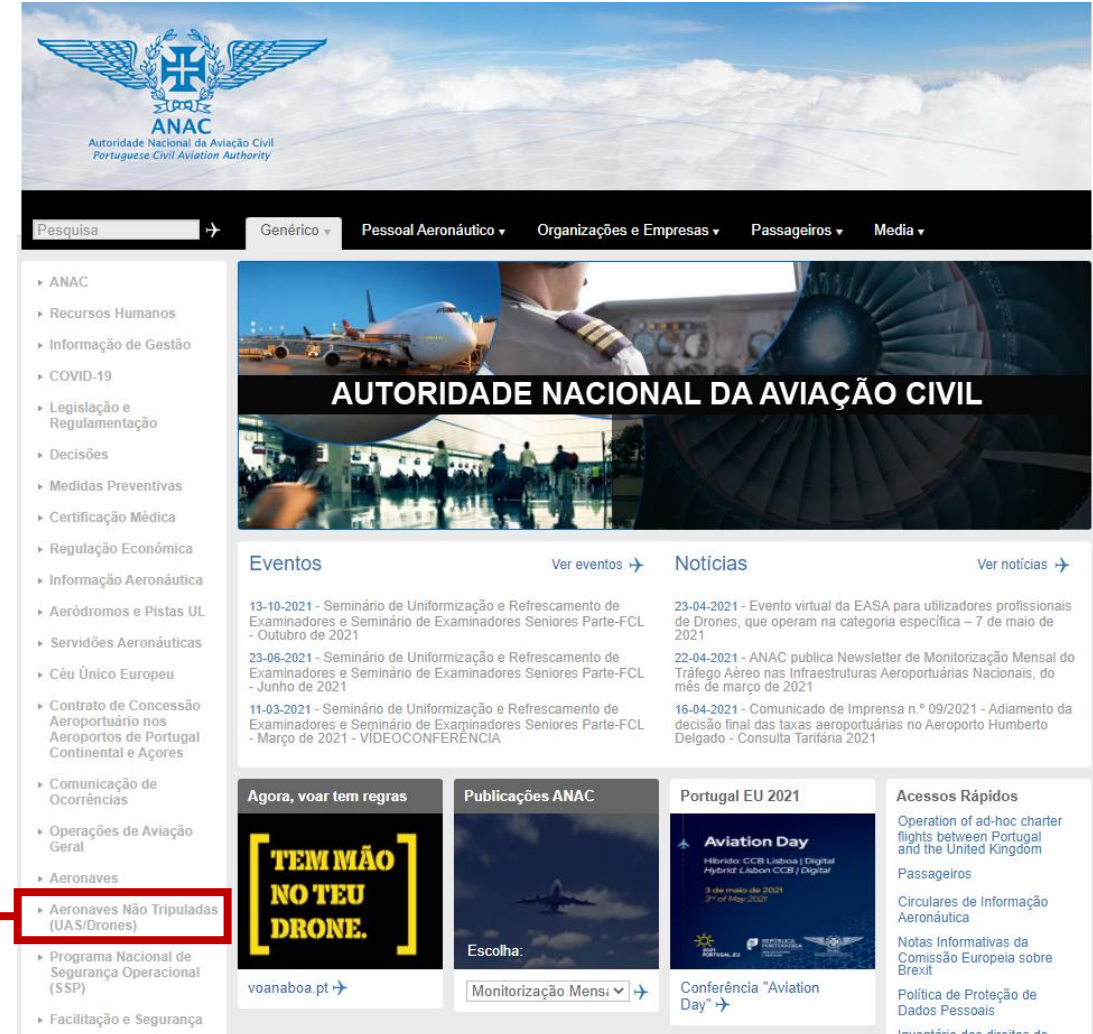 ANAC
Autoridade Nacional da Aviação Civil
Portuguese Civil Aviation Authority
Pesquisa
Genérico
Pessoal Aeronáutico
Organizações e Empresas
Passageiros
Media
ANAC
Recursos Humanos
Informação de Gestão
COVID-19
Legislação e
Regulamentação
Decisões
Medidas Preventivas
Certificação Médica
Regulação Económica
Informação Aeronáutica
Aeródromos e Pistas UL
Servidões Aeronáuticas
Céu Único Europeu
Contrato de Concessão
Aeroportuário nos
Aeroportos de Portugal
Continental e Açores
Comunicação de
Ocorrências
Operações de Aviação
Geral
Aeronaves
Aeronaves Não Tripuladas
(UAS/Drones)
Programa Nacional de
Segurança Operacional
(SSP)
Facilitação e Segurança
AUTORIDADE NACIONAL DA AVIAÇÃO CIVIL
Eventos
Ver eventos
13-10-2021 - Seminário de Uniformização e Refrescamento de
Examinadores e Seminário de Examinadores Seniores Parte-FCL
- Outubro de 2021
23-06-2021 - Seminário de Uniformização e Refrescamento de
Examinadores e Seminário de Examinadores Seniores Parte-FCL
- Junho de 2021
11-03-2021 - Seminário de Uniformização e Refrescamento de
Examinadores e Seminário de Examinadores Seniores Parte-FCL
- Março de 2021 - VIDEOCONFERÊNCIA
Notícias
Ver notícias
23-04-2021 - Evento virtual da EASA para utilizadores profissionais
de Drones, que operam na categoria específica – 7 de maio de
2021
22-04-2021 - ANAC publica Newsletter de Monitorização Mensal do
Tráfego Aéreo nas Infraestruturas Aeroportuárias Nacionais, do
mês de março de 2021
16-04-2021 - Comunicado de Imprensa n.º 09/2021 - Adiamento da
decisão final das taxas aeroportuárias no Aeroporto Humberto
Delgado - Consulta Tarifária 2021
Agora, voar tem regras
TEM MÃO
NO TEU
DRONE.
voanaboa.pt
Publicações ANAC
Escolha:
Monitorização Mensa
Portugal EU 2021
Aviation Day
Híbrido: CCB Lisboa | Digital
Hybrid: Lisbon CCB | Digital
3 de maio de 2021
3rd of May 2021
Conferência "Aviation
Day"
Acessos Rápidos
Operation of ad-hoc charter
flights between Portugal
and the United Kingdom
Passageiros
Circulares de Informação
Aeronáutica
Notas Informativas da
Comissão Europeia sobre
Brexit
Política de Proteção de
Dados Pessoais